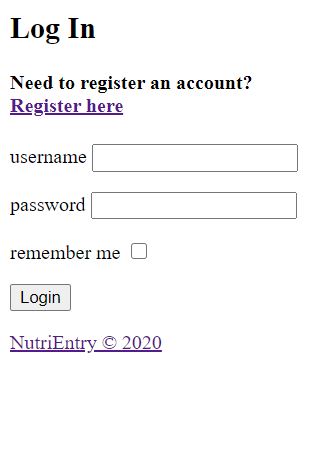 Log In
Need to register an account?
Register here
username
password
remember me
Login
NutriEntry © 2020